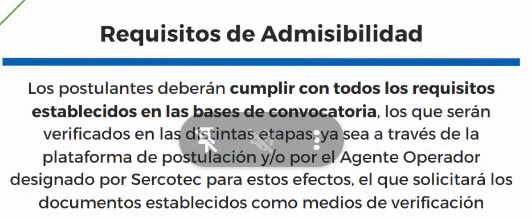 Requisitos de Admisibilidad
Los postulantes deberán cumplir con todos los requisitos
establecidos en las bases de convocatoria, los que serán
verificados en las distintas etapas, ya sea a través de la
plataforma de postulación y/o por el Agente Operador
designado por Sercotec para estos efectos, el que solicitará los
documentos establecidos como medios de verificación